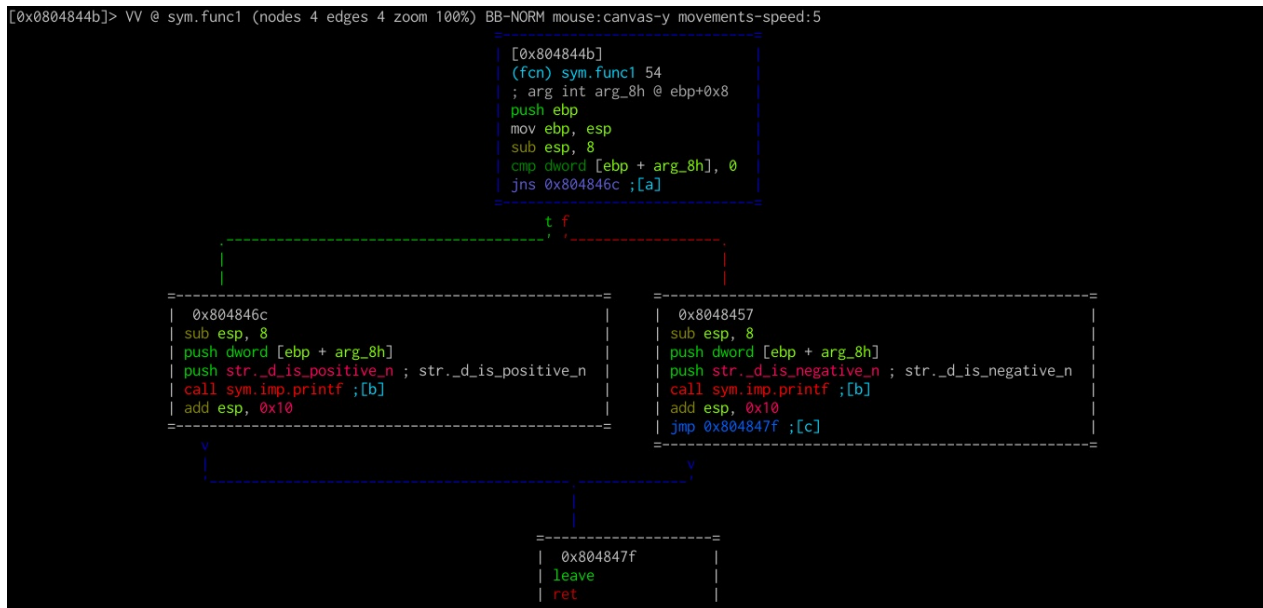 [0x0804844b]> VV @ sym.func1 (nodes 4 edges 4 zoom 100%) BB-NORM mouse:canvas-y movements-speed:5
[0x804844b]
(fcn) sym.func1 54
; arg int arg_8h @ ebp+0x8
push ebp
mov ebp, esp
sub esp, 8
cmp dword [ebp + arg_8h], 0
jns 0x804846c ;[a]
t f
0x804846c
sub esp, 8
push dword [ebp + arg_8h]
push str._d_is_positive_n ; str._d_is_positive_n
call sym.imp.printf ;[b]
add esp, 0x10
v
0x8048457
sub esp, 8
push dword [ebp + arg_8h]
push str._d_is_negative_n ; str._d_is_negative_n
call sym.imp.printf ;[b]
add esp, 0x10
jmp 0x804847f ;[c]
v
0x804847f
leave
ret